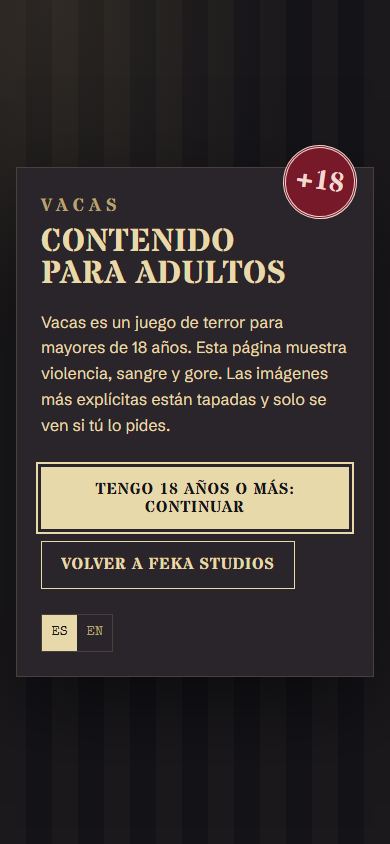 +18
VACAS
CONTENIDO
PARA ADULTOS
Vacas es un juego de terror para
mayores de 18 años. Esta página muestra
violencia, sangre y gore. Las imágenes
más explícitas están tapadas y solo se
ven si tú lo pides.
TENGO 18 AÑOS O MÁS:
CONTINUAR
VOLVER A FEKA STUDIOS
ES EN